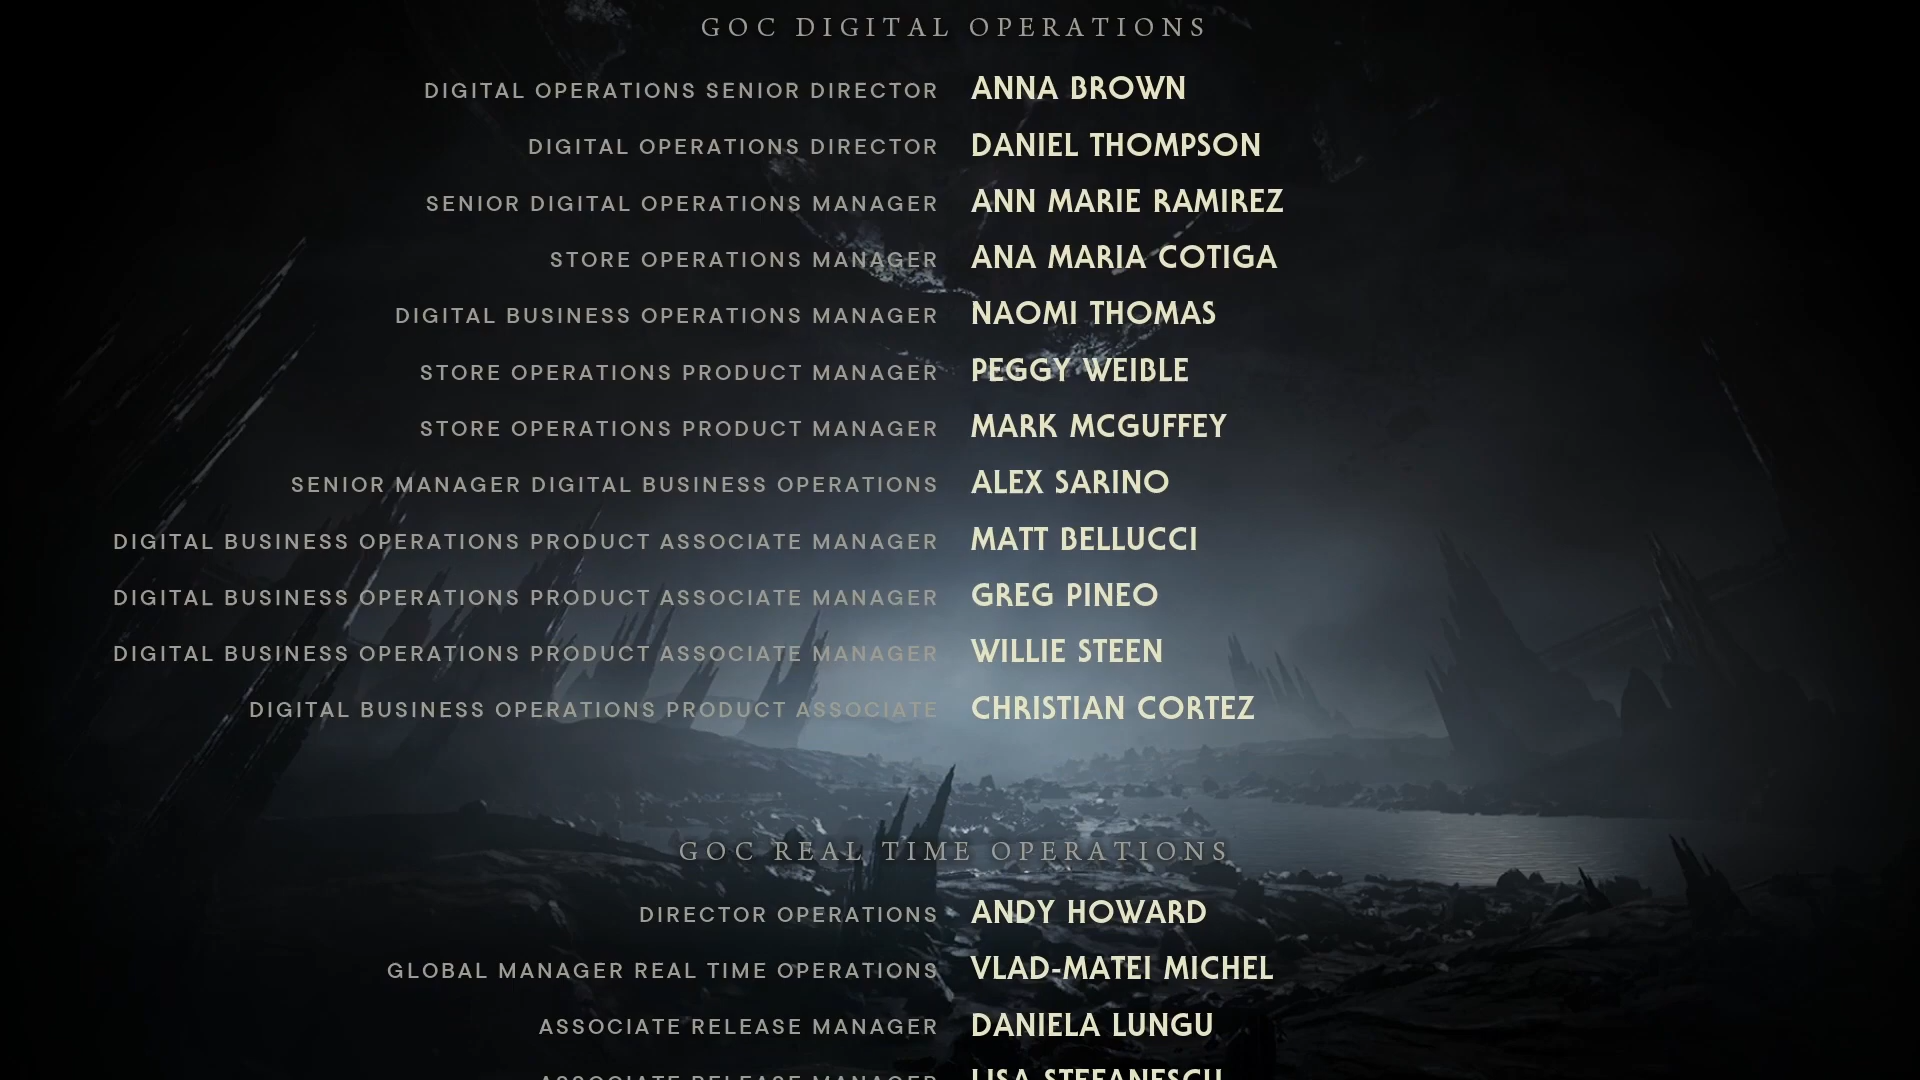 GOC DIGITAL OPERATIONS
DIGITAL OPERATIONS SENIOR DIRECTOR ANNA BROWN
DIGITAL OPERATIONS DIRECTOR DANIEL THOMPSON
SENIOR DIGITAL OPERATIONS MANAGER ANN MARIE RAMIREZ
STORE OPERATIONS MANAGER ANA MARIA COTIGA
DIGITAL BUSINESS OPERATIONS MANAGER NAOMI THOMAS
STORE OPERATIONS PRODUCT MANAGER PEGGY WEIBLE
STORE OPERATIONS PRODUCT MANAGER MARK MCGUFFEY
SENIOR MANAGER DIGITAL BUSINESS OPERATIONS ALEX SARINO
DIGITAL BUSINESS OPERATIONS PRODUCT ASSOCIATE MANAGER MATT BELLUCCI
DIGITAL BUSINESS OPERATIONS PRODUCT ASSOCIATE MANAGER GREG PINEO
DIGITAL BUSINESS OPERATIONS PRODUCT ASSOCIATE MANAGER WILLIE STEEN
DIGITAL BUSINESS OPERATIONS PRODUCT ASSOCIATE CHRISTIAN CORTEZ
GOC REAL TIME OPERATIONS
DIRECTOR OPERATIONS ANDY HOWARD
GLOBAL MANAGER REAL TIME OPERATIONS VLAD-MATEI MICHEL
ASSOCIATE RELEASE MANAGER DANIELA LUNGU
ASSOCIATE RELEASE MANAGER LISA STEFANESCU